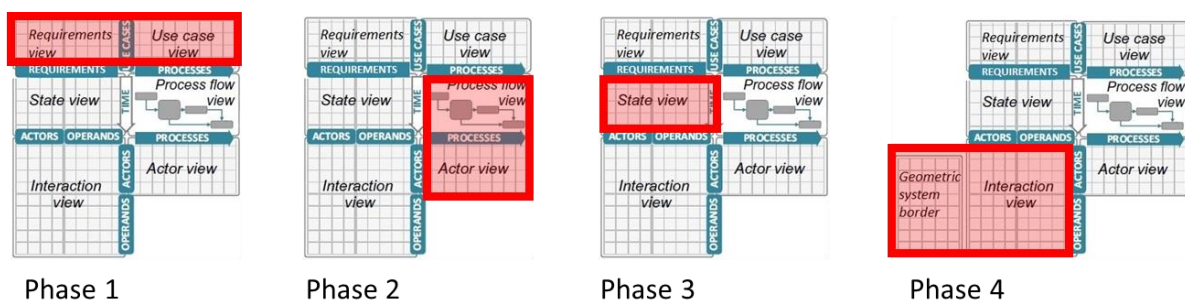 Requirements view
USE CASES
Use case view
REQUIREMENTS
PROCESSES
State view
TIME
Process flow view
ACTORS
OPERANDS
PROCESSES
Interaction view
ACTORS
Actor view
OPERANDS
Phase 1
Requirements view
USE CASES
Use case view
REQUIREMENTS
PROCESSES
State view
TIME
Process flow view
ACTORS
OPERANDS
PROCESSES
Interaction view
ACTORS
Actor view
OPERANDS
Phase 2
Requirements view
USE CASES
Use case view
REQUIREMENTS
PROCESSES
State view
TIME
Process flow view
ACTORS
OPERANDS
PROCESSES
Interaction view
ACTORS
Actor view
OPERANDS
Phase 3
Requirements view
USE CASES
Use case view
REQUIREMENTS
PROCESSES
State view
TIME
Process flow view
ACTORS
OPERANDS
PROCESSES
Geometric system border
Interaction view
ACTORS
Actor view
OPERANDS
Phase 4